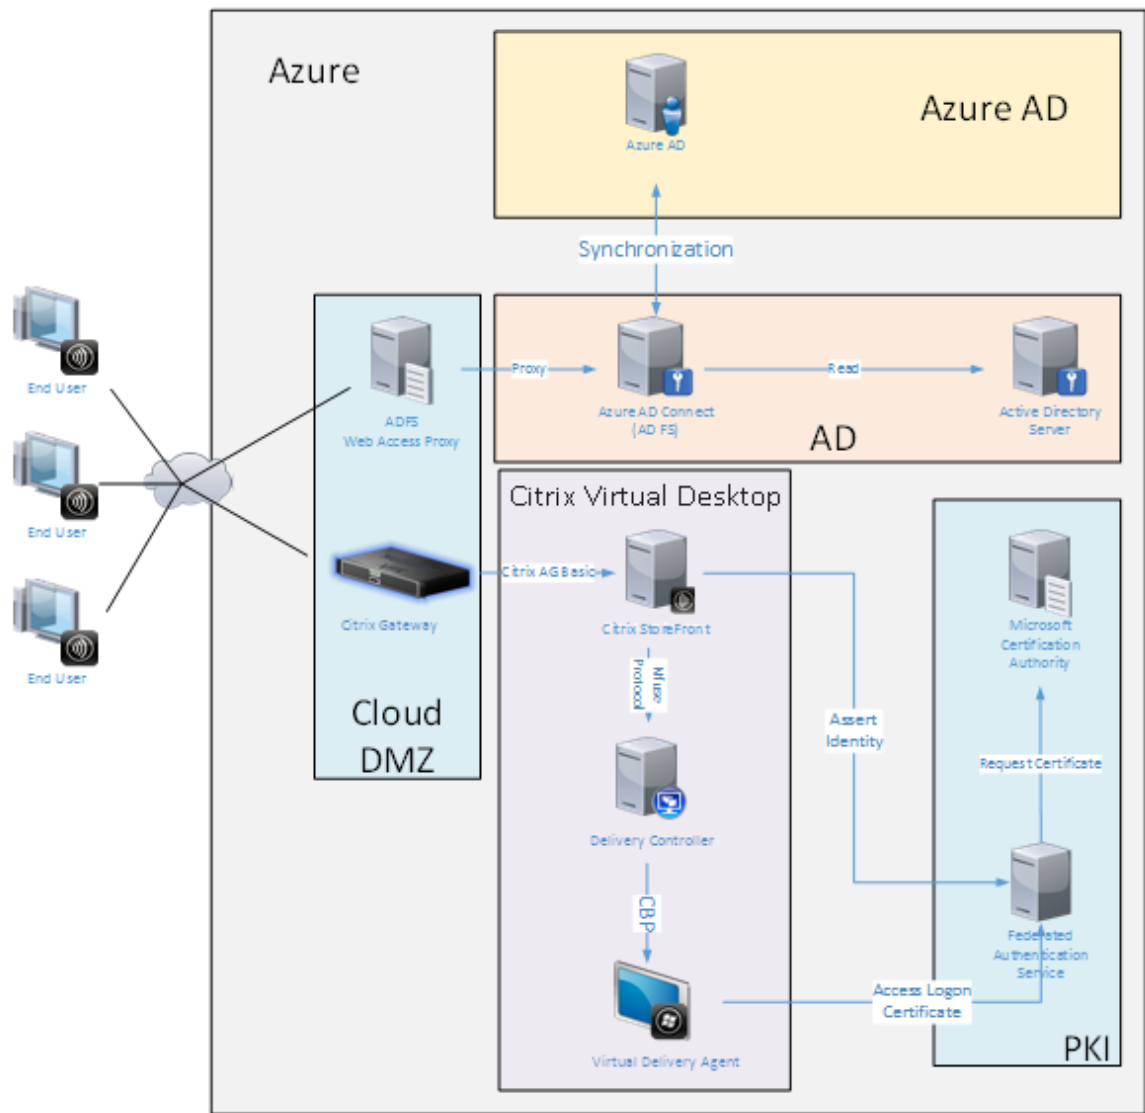 Azure
Azure AD
Azure AD
Synchronization
End User
ADFS
Web Access Proxy
Proxy
Azure AD Connect
(AD FS)
Read
Active Directory
Server
AD
End User
End User
Citrix Gateway
Cloud
DMZ
Citrix Virtual Desktop
Citrix AGBasic
Citrix StoreFront
Nfuse
Protocol
Delivery Controller
CBP
Virtual Delivery Agent
Assert
Identity
Access Logon
Certificate
Microsoft
Certification
Authority
Request Certificate
Federated
Authentication
Service
PKI